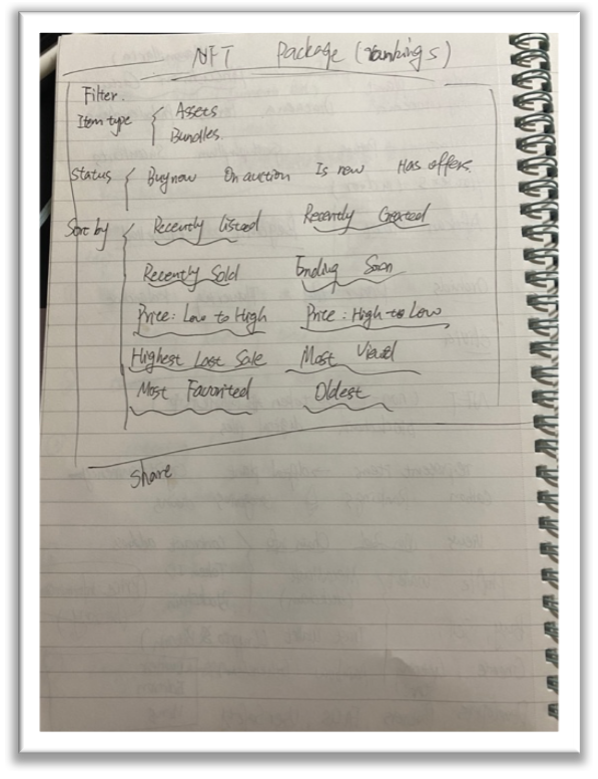 NFT Package (rankings)
Filter.
Item type { Assets
Bundles.
Status { Buy now On auction Is new Has offers.
Sort by { Recently Listed Recently Created
Recently Sold Ending Soon
Price: Low to High Price: High to Low
Highest Last Sale Most Viewed
Most Favorited Oldest
Share